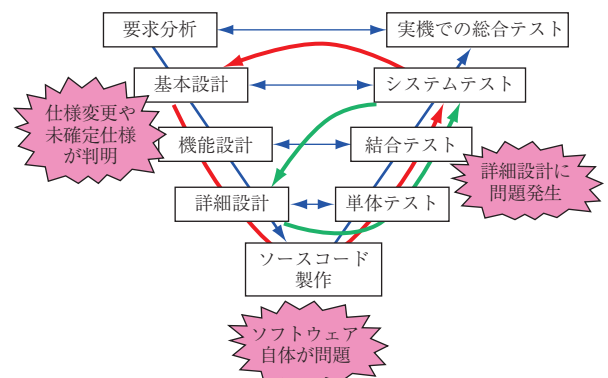 要求分析
実機での総合テスト
基本設計
システムテスト
仕様変更や
未確定仕様
が判明
機能設計
結合テスト
詳細設計に
問題発生
詳細設計
単体テスト
ソースコード
製作
ソフトウェア
自体が問題